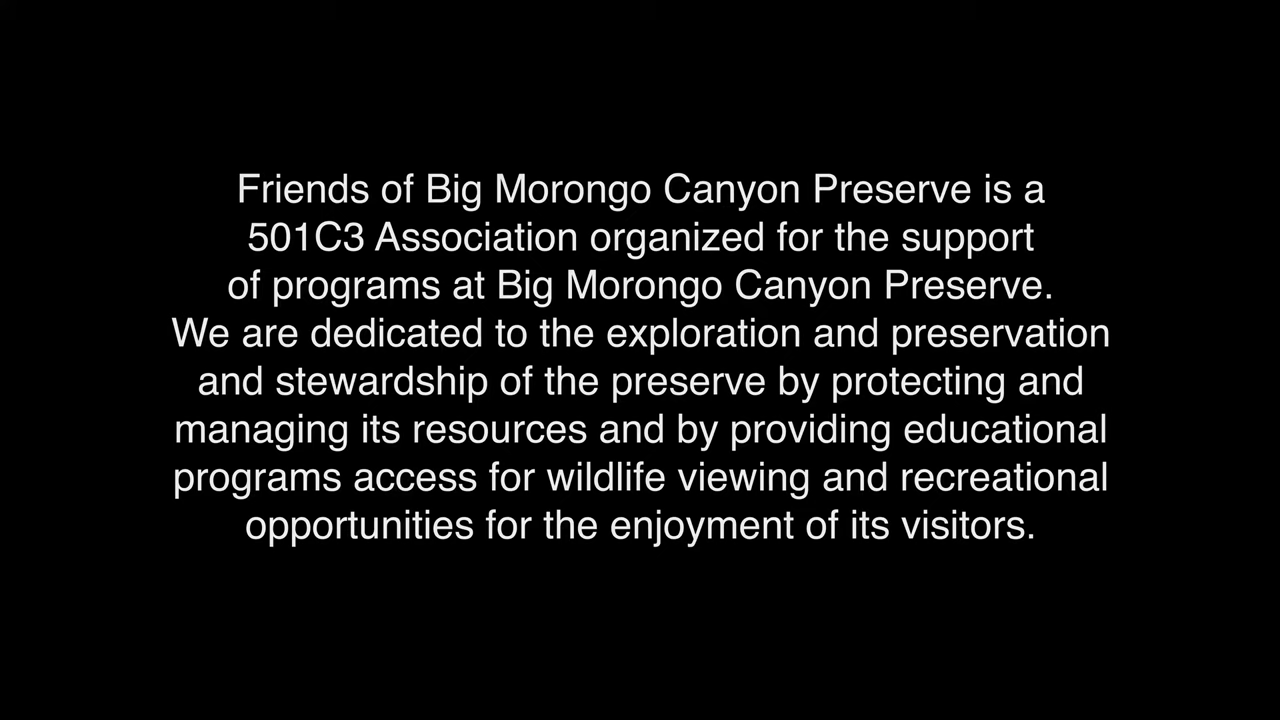 Friends of Big Morongo Canyon Preserve is a
501C3 Association organized for the support
of programs at Big Morongo Canyon Preserve.
We are dedicated to the exploration and preservation
and stewardship of the preserve by protecting and
managing its resources and by providing educational
programs access for wildlife viewing and recreational
opportunities for the enjoyment of its visitors.